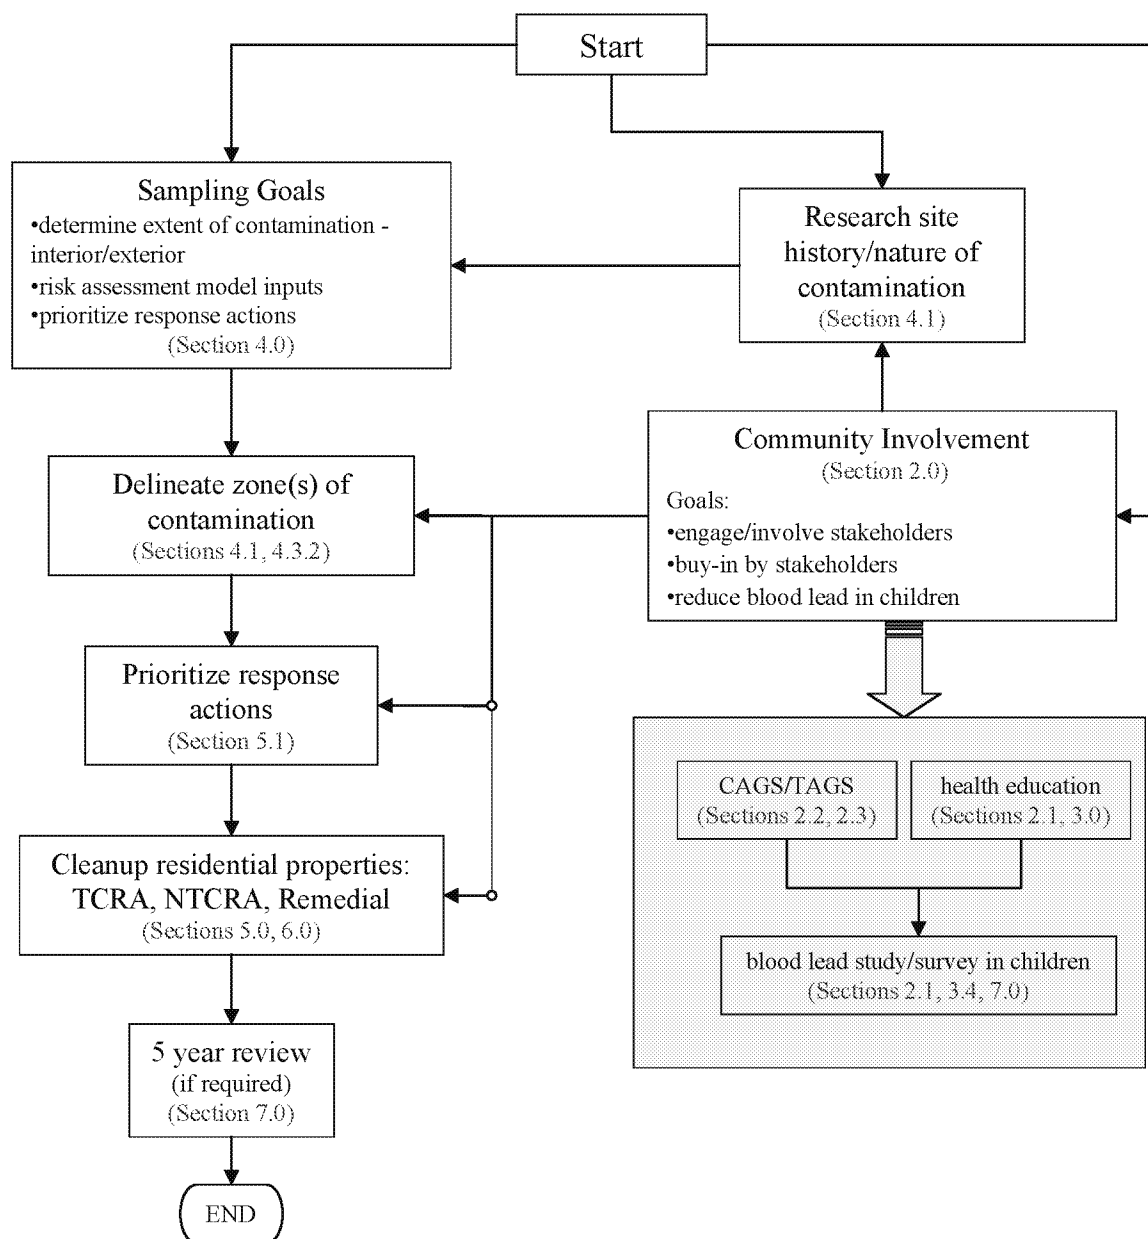 Start
Sampling Goals
•determine extent of contamination -
interior/exterior
•risk assessment model inputs
•prioritize response actions
(Section 4.0)
Research site
history/nature of
contamination
(Section 4.1)
Community Involvement
(Section 2.0)
Goals:
•engage/involve stakeholders
•buy-in by stakeholders
•reduce blood lead in children
Delineate zone(s) of
contamination
(Sections 4.1, 4.3.2)
Prioritize response
actions
(Section 5.1)
CAGS/TAGS
(Sections 2.2, 2.3)
health education
(Sections 2.1, 3.0)
Cleanup residential properties:
TCRA, NTCRA, Remedial
(Sections 5.0, 6.0)
blood lead study/survey in children
(Sections 2.1, 3.4, 7.0)
5 year review
(if required)
(Section 7.0)
END